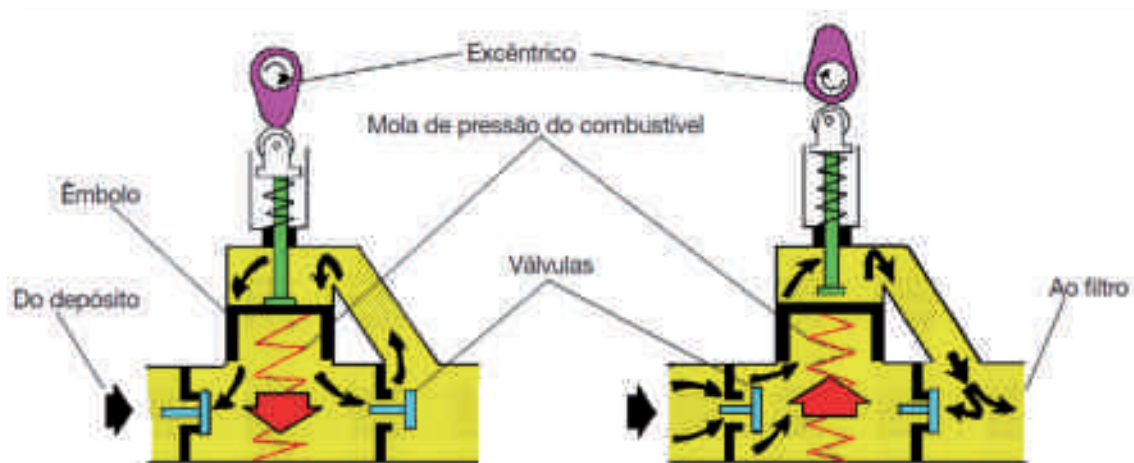 Excêntrico
Mola de pressão do combustível
Êmbolo
Válvulas
Do depósito
Ao filtro